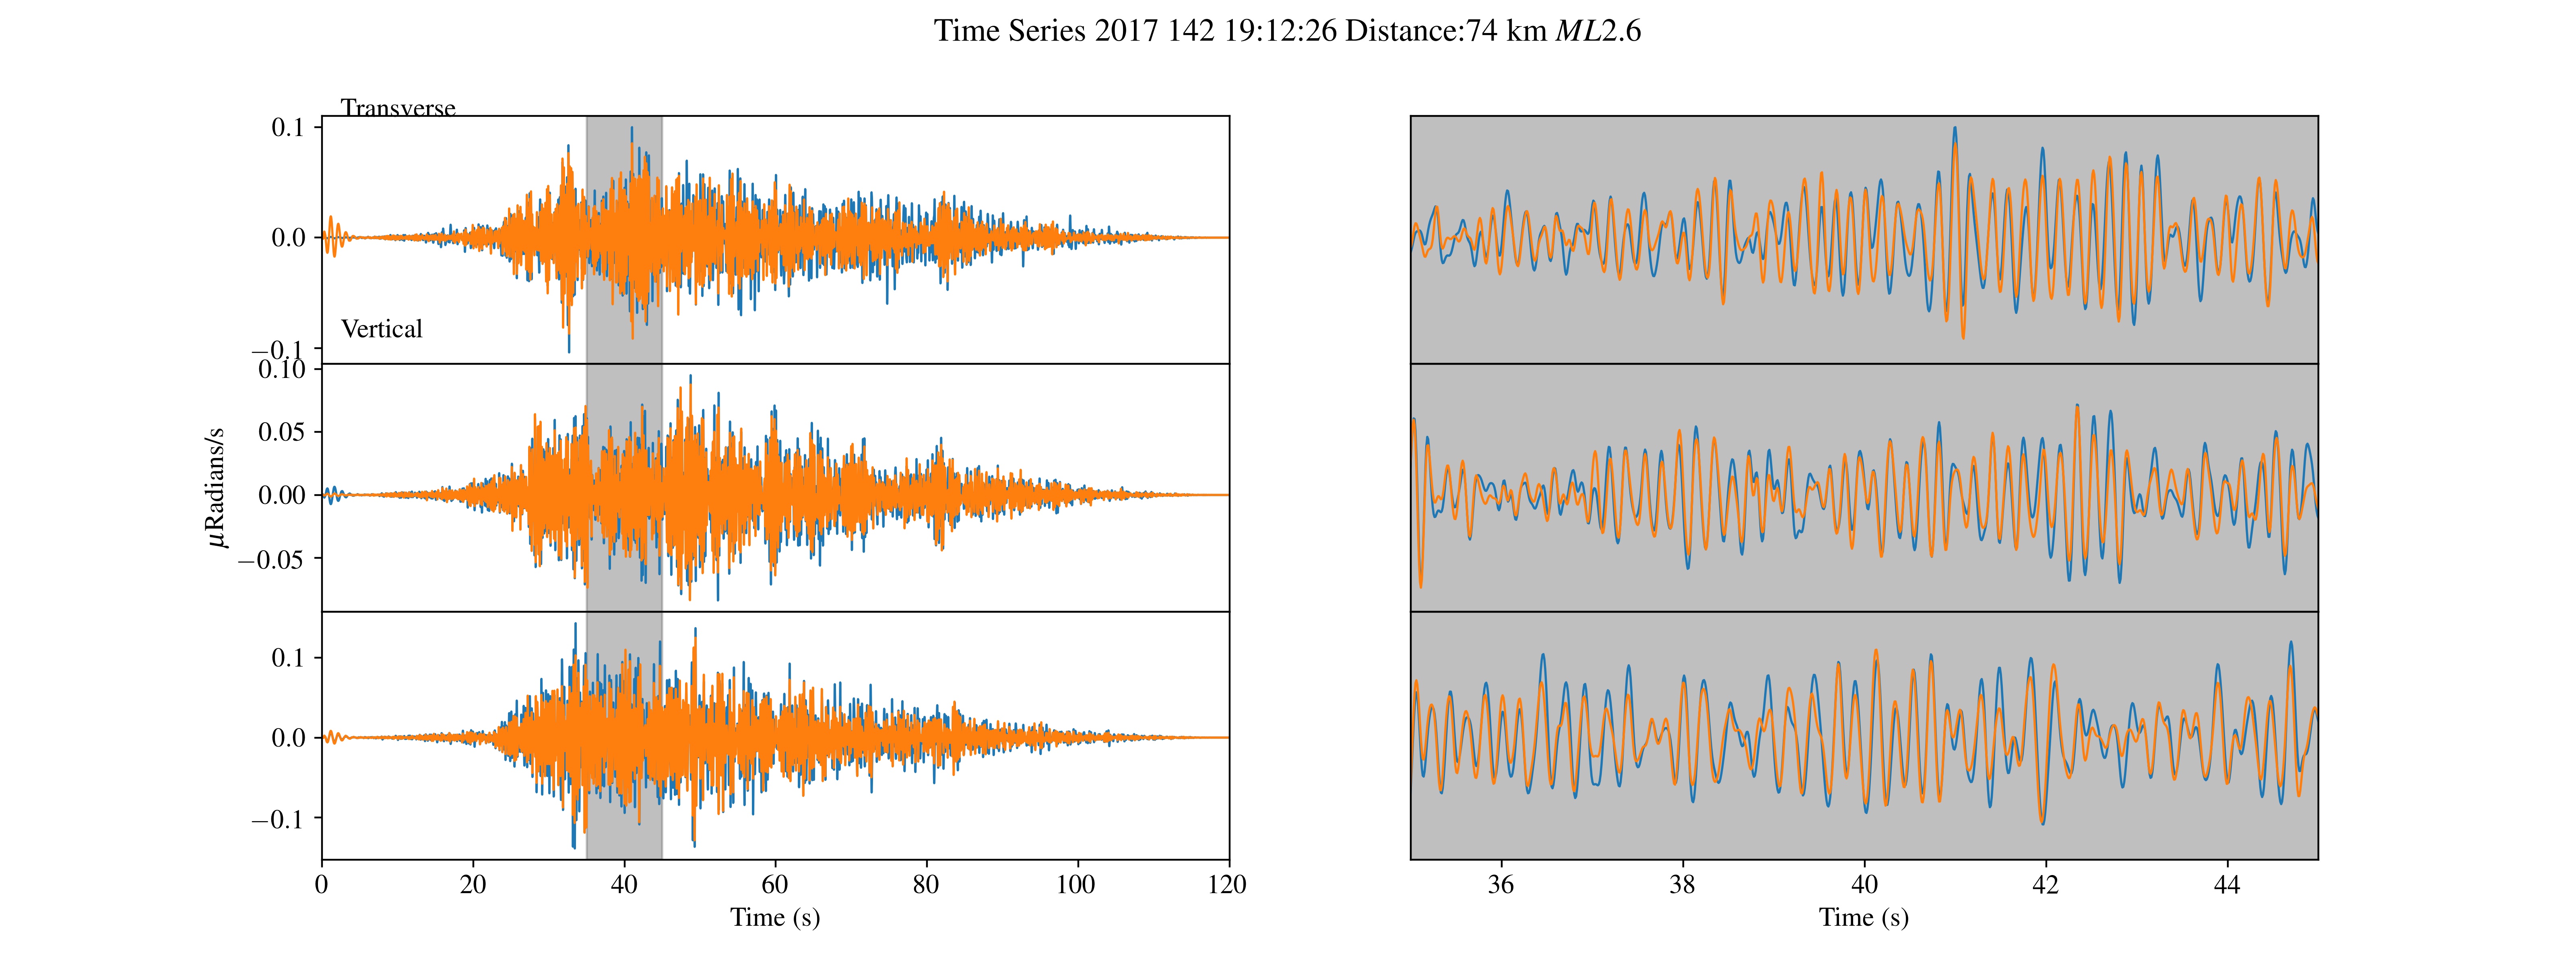 Time Series 2017 142 19:12:26 Distance:74 km ML2.6
Transverse
0.1
0.0
Vertical
−0.1
0.10
0.05
0.00
−0.05
μRadians/s
0.1
0.0
−0.1
0 20 40 60 80 100 120
36 38 40 42 44
Time (s)
Time (s)